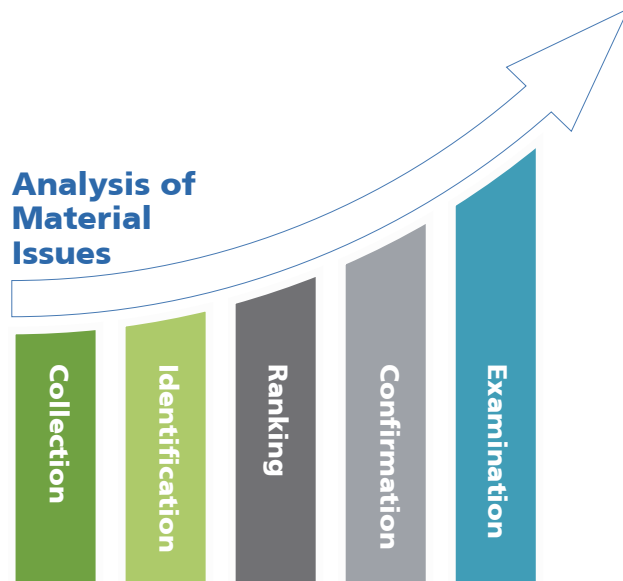 Analysis of
Material
Issues
Collection
Identification
Ranking
Confirmation
Examination